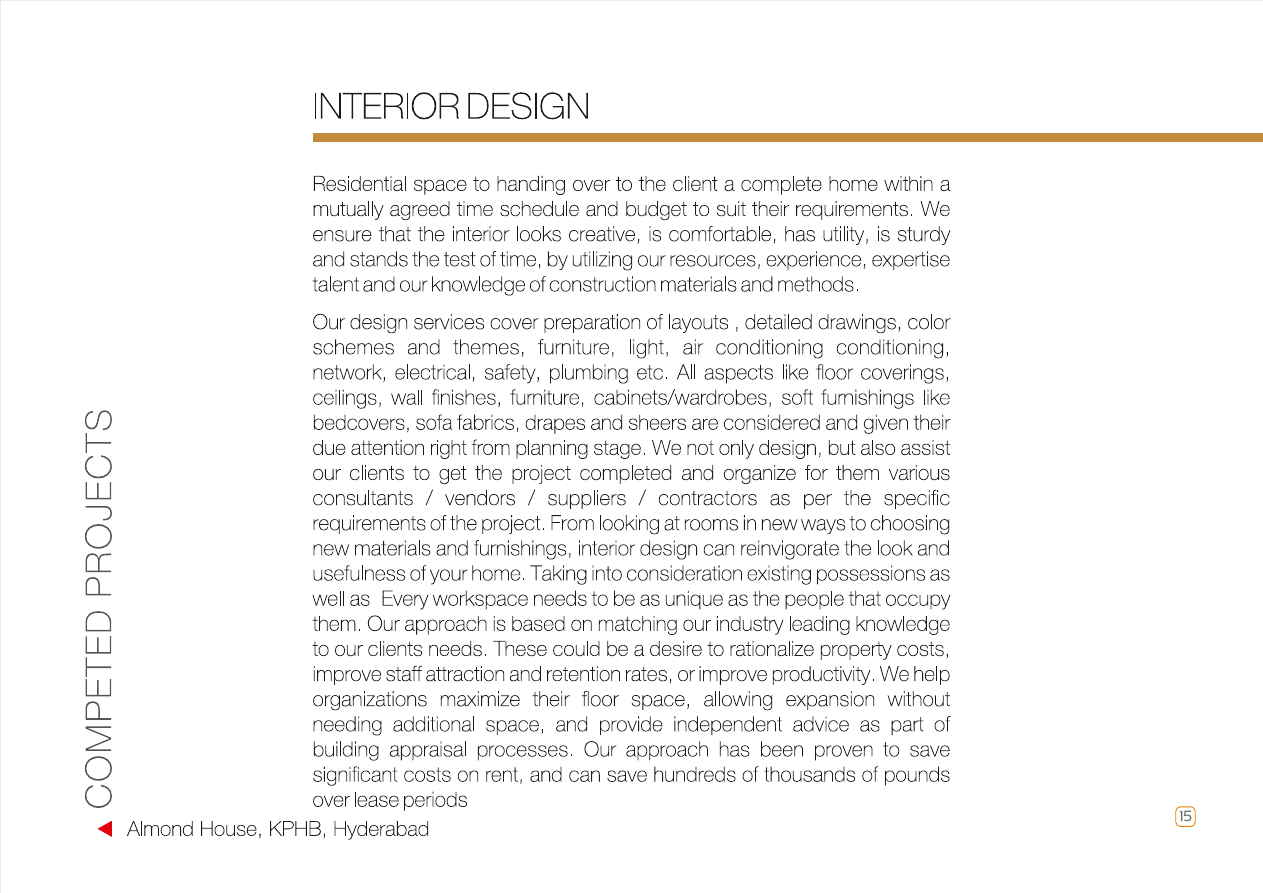 INTERIOR DESIGN
Residential space to handing over to the client a complete home within a
mutually agreed time schedule and budget to suit their requirements. We
ensure that the interior looks creative, is comfortable, has utility, is sturdy
and stands the test of time, by utilizing our resources, experience, expertise
talent and our knowledge of construction materials and methods.
Our design services cover preparation of layouts , detailed drawings, color
schemes and themes, furniture, light, air conditioning conditioning,
network, electrical, safety, plumbing etc. All aspects like floor coverings,
ceilings, wall finishes, furniture, cabinets/wardrobes, soft furnishings like
bedcovers, sofa fabrics, drapes and sheers are considered and given their
due attention right from planning stage. We not only design, but also assist
our clients to get the project completed and organize for them various
consultants / vendors / suppliers / contractors as per the specific
requirements of the project. From looking at rooms in new ways to choosing
new materials and furnishings, interior design can reinvigorate the look and
usefulness of your home. Taking into consideration existing possessions as
well as  Every workspace needs to be as unique as the people that occupy
them. Our approach is based on matching our industry leading knowledge
to our clients needs. These could be a desire to rationalize property costs,
improve staff attraction and retention rates, or improve productivity. We help
organizations maximize their floor space, allowing expansion without
needing additional space, and provide independent advice as part of
building appraisal processes. Our approach has been proven to save
significant costs on rent, and can save hundreds of thousands of pounds
over lease periods
COMPETED PROJECTS
Almond House, KPHB, Hyderabad
15